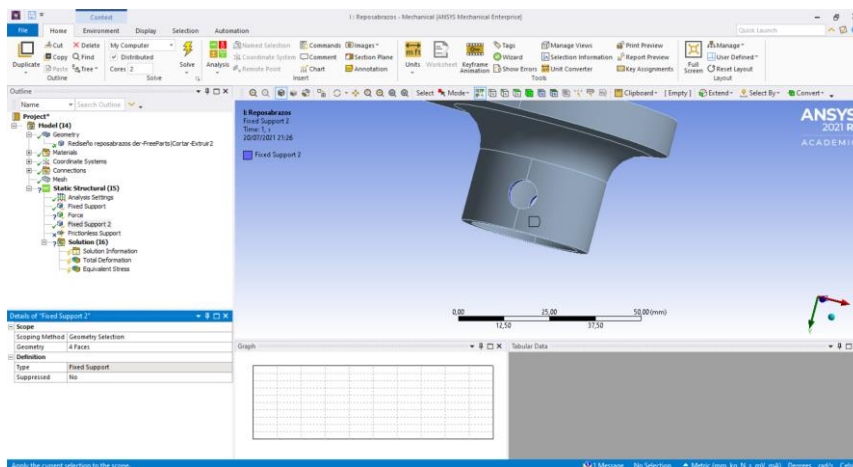 Context
I : Reposabrazos - Mechanical [ANSYS Mechanical Enterprise]
File Home Environment Display Selection Automation
Quick Launch
Duplicate
Cut Delete
Copy Find
Paste Tree
Outline
My Computer
Distributed
Cores 2
Solve
Solve
Analysis
Named Selection
Coordinate System
Remote Point
Commands
Comment
Chart
Images
Section Plane
Annotation
Insert
Units
Worksheet
Keyframe Animation
Tags
Wizard
Show Errors
Manage Views
Selection Information
Unit Converter
Print Preview
Report Preview
Key Assignments
Tools
Full Screen
Manage
User Defined
Reset Layout
Layout
Outline
Name Search Outline
Select Mode Clipboard [Empty] Extend Select By Convert
Project*
Model (I4)
Geometry
Rediseño reposabrazos der-FreeParts|Cortar-Extruir2
Materials
Coordinate Systems
Connections
Mesh
Static Structural (I5)
Analysis Settings
Fixed Support
Force
Fixed Support 2
Frictionless Support
Solution (I6)
Solution Information
Total Deformation
Equivalent Stress
I: Reposabrazos
Fixed Support 2
Time: 1, s
20/07/2021 21:26
Fixed Support 2
ANSYS
2021 R
ACADEMIC
0,00 25,00 50,00 (mm)
12,50 37,50
Details of "Fixed Support 2"
Scope
Scoping Method Geometry Selection
Geometry 4 Faces
Definition
Type Fixed Support
Suppressed No
Graph
Tabular Data
Apply the current selection to the scope.
1 Message No Selection Metric (mm, kg, N, s, mV, mA) Degrees rad/s Cels